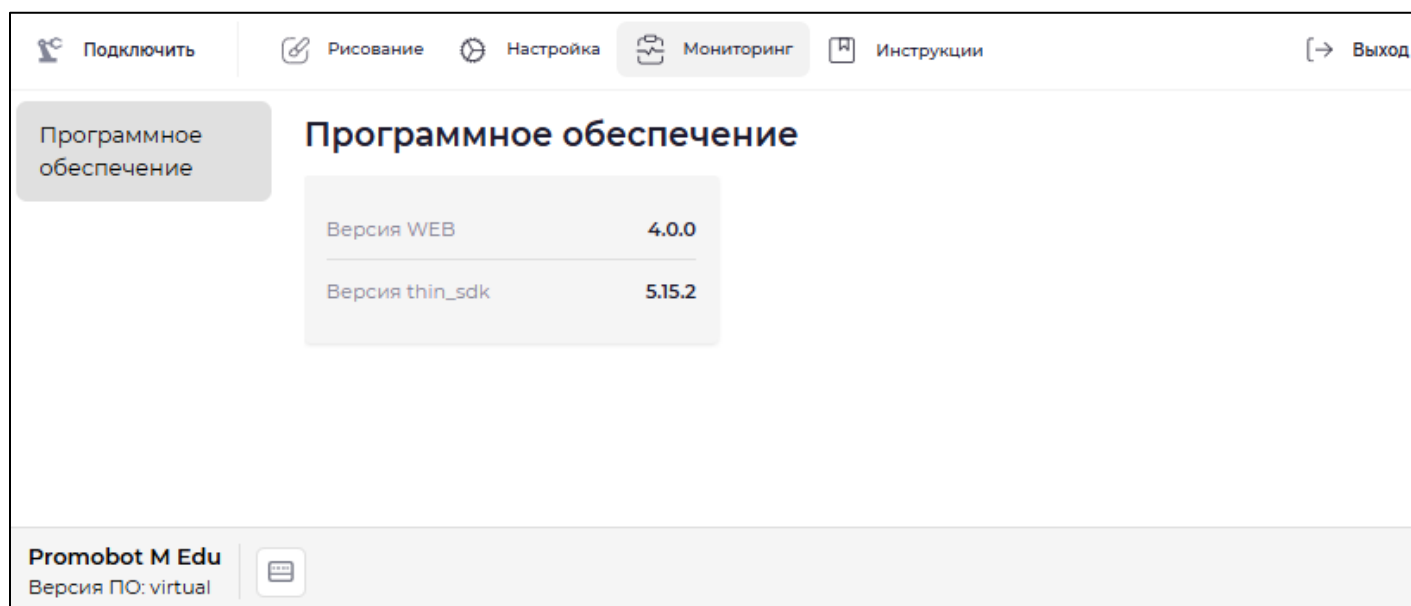 Подключить
Рисование
Настройка
Мониторинг
Инструкции
Выход
Программное
обеспечение
Программное обеспечение
Версия WEB 4.0.0
Версия thin_sdk 5.15.2
Promobot M Edu
Версия ПО: virtual